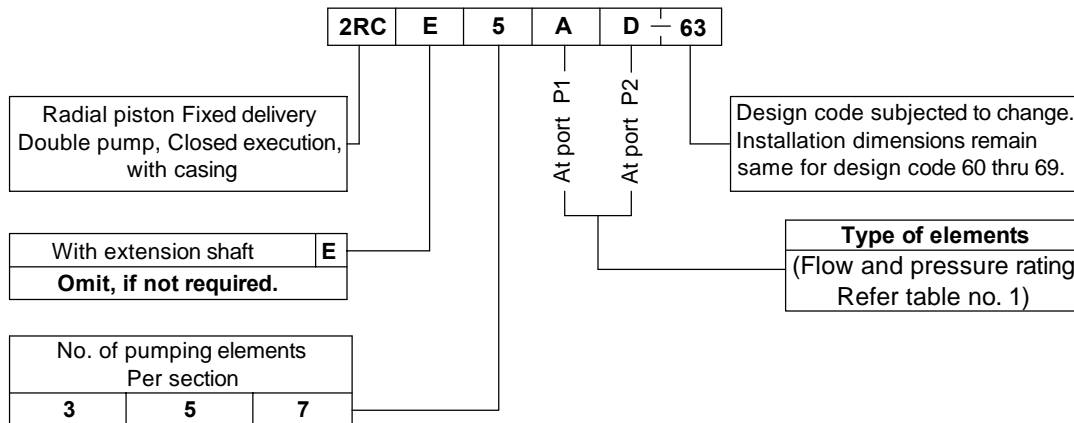 2RC E 5 A D - 63
At port P1
At port P2
Radial piston Fixed delivery
Double pump, Closed execution,
with casing
Design code subjected to change.
Installation dimensions remain
same for design code 60 thru 69.
With extension shaft E
Omit, if not required.
Type of elements
(Flow and pressure rating
Refer table no. 1)
No. of pumping elements
Per section
3 5 7